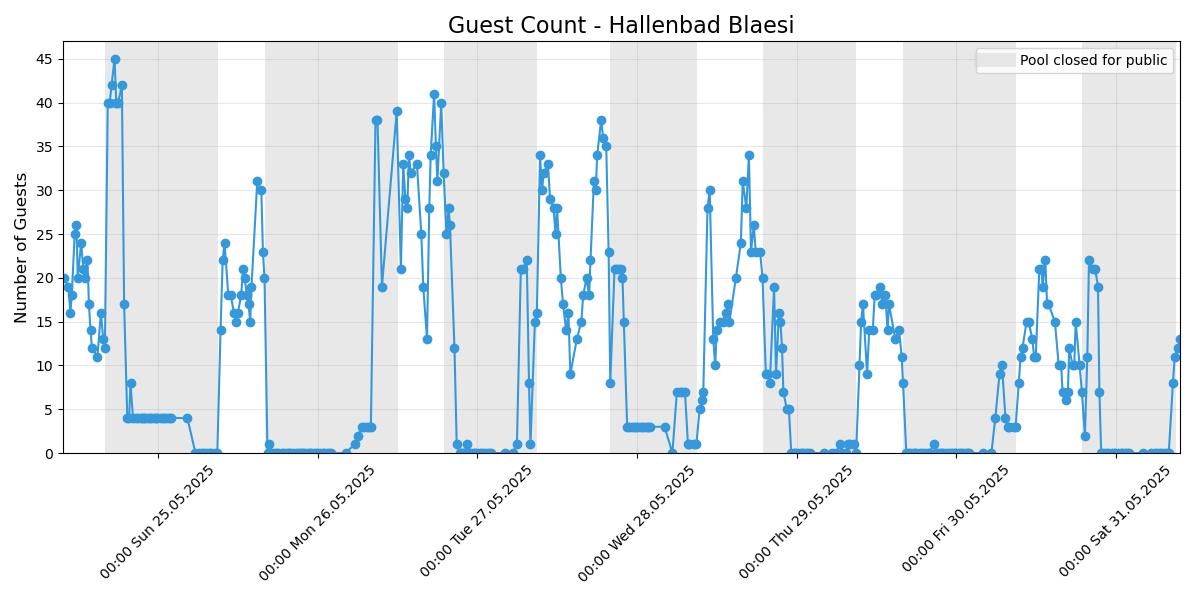 Guest Count - Hallenbad Blaesi
Pool closed for public
Number of Guests
45
40
35
30
25
20
15
10
5
0
00:00 Sun 25.05.2025
00:00 Mon 26.05.2025
00:00 Tue 27.05.2025
00:00 Wed 28.05.2025
00:00 Thu 29.05.2025
00:00 Fri 30.05.2025
00:00 Sat 31.05.2025